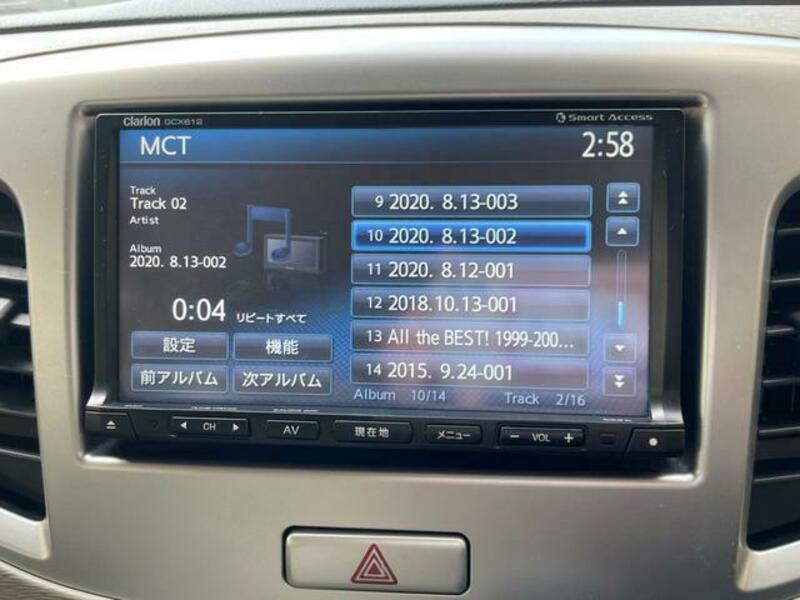 Clarion GCX612
Smart Access
MCT
2:58
Track
Track 02
Artist
Album
2020. 8.13-002
0:04 リピートすべて
設定 機能
前アルバム 次アルバム
9 2020. 8.13-003
10 2020. 8.13-002
11 2020. 8.12-001
12 2018.10.13-001
13 All the BEST! 1999-200...
14 2015. 9.24-001
Album 10/14 Track 2/16
CH AV 現在地 メニュー − VOL +